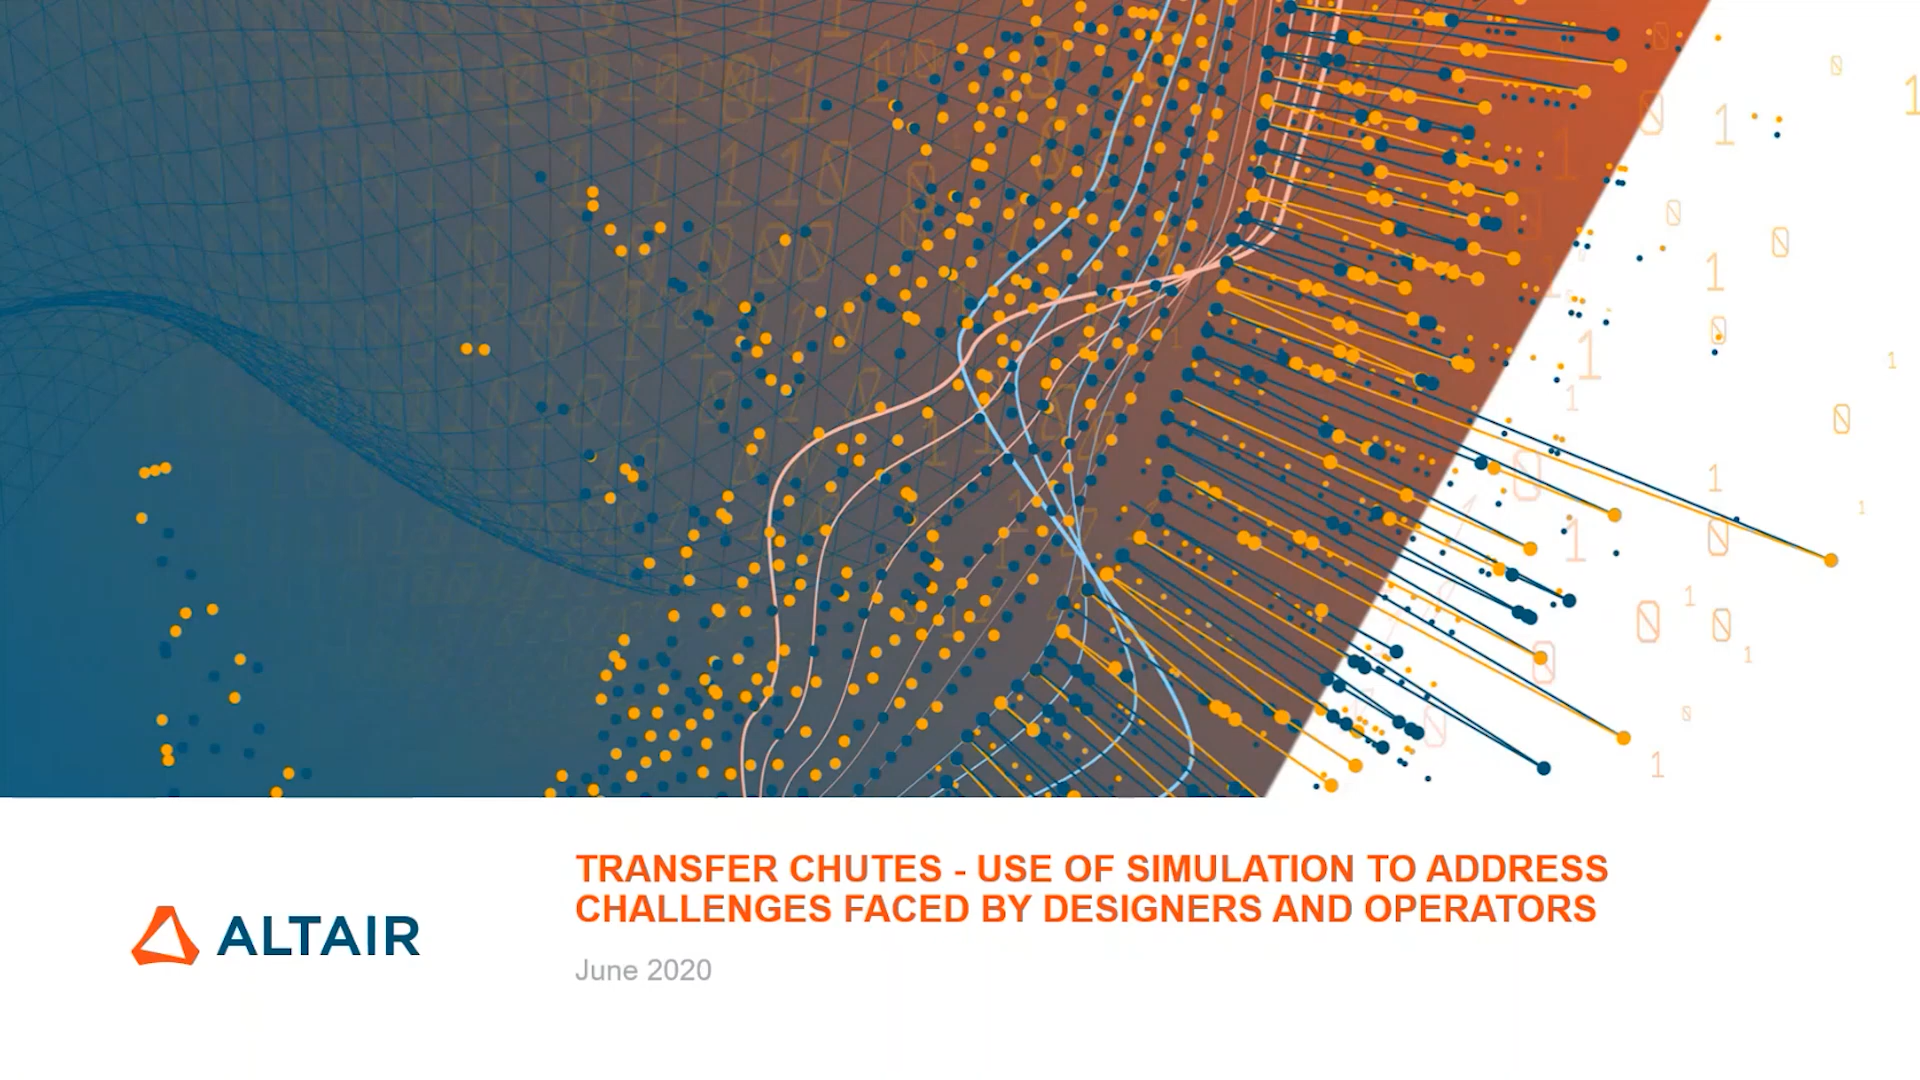 TRANSFER CHUTES - USE OF SIMULATION TO ADDRESS
CHALLENGES FACED BY DESIGNERS AND OPERATORS
ALTAIR
June 2020